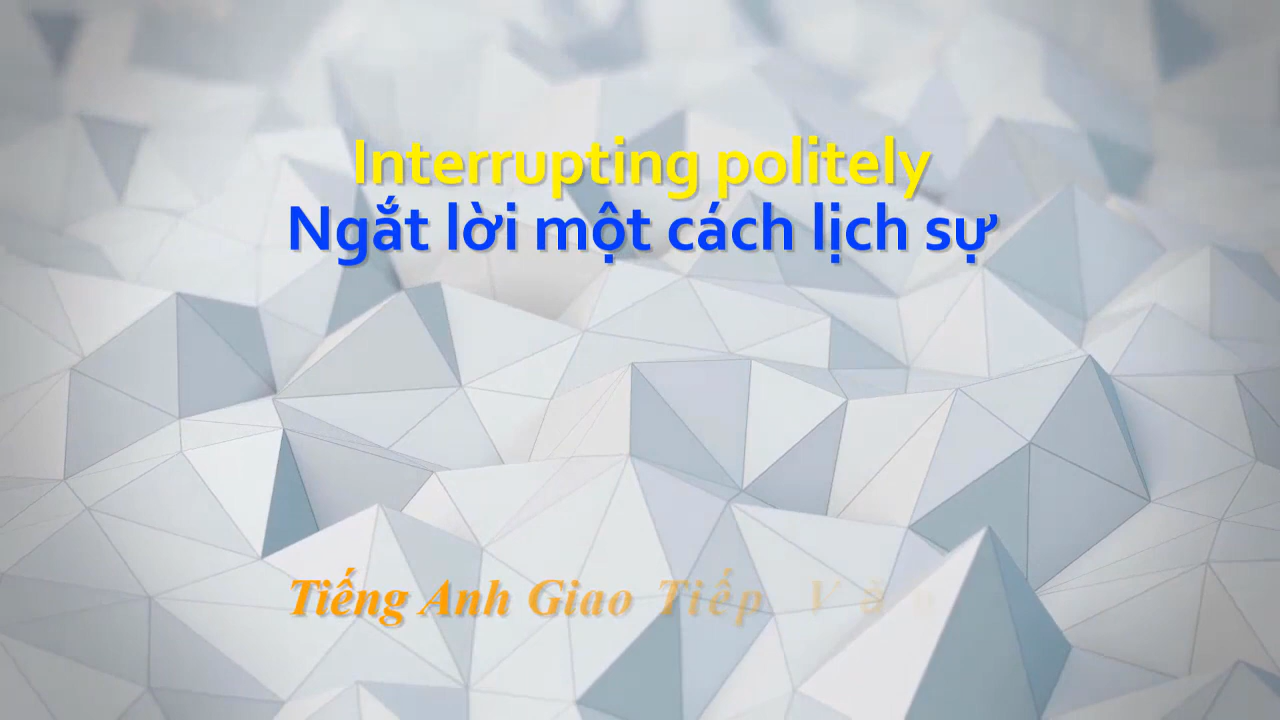 Interrupting politely
Ngắt lời một cách lịch sự
Tiếng Anh Giao Tiếp